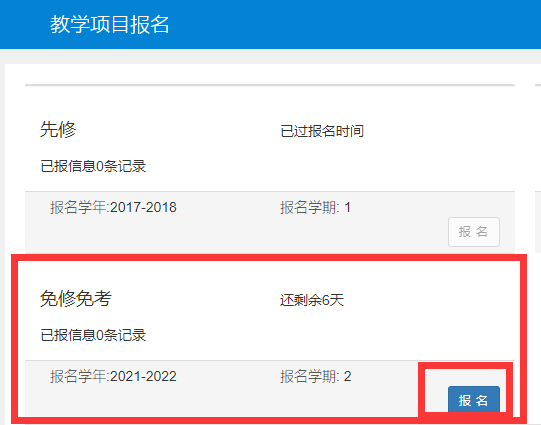 教学项目报名
先修 已过报名时间
已报信息0条记录
报名学年:2017-2018 报名学期: 1
报 名
免修免考 还剩余6天
已报信息0条记录
报名学年:2021-2022 报名学期: 2
报 名